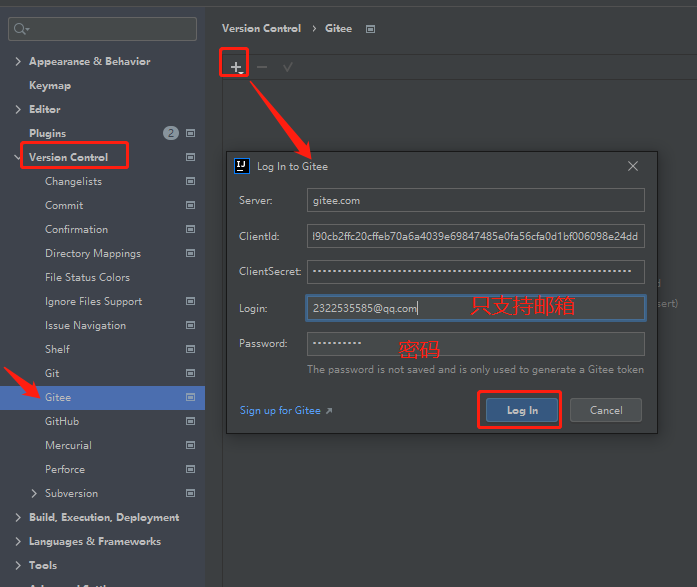 Version Control › Gitee
Appearance & Behavior
Keymap
Editor
Plugins 2
Version Control
Changelists
Commit
Confirmation
Directory Mappings
File Status Colors
Ignore Files Support
Issue Navigation
Shelf
Git
Gitee
GitHub
Mercurial
Perforce
Subversion
Build, Execution, Deployment
Languages & Frameworks
Tools
IJ Log In to Gitee
Server: gitee.com
ClientId: l90cb2ffc20cffeb70a6a4039e69847485e0fa56cfa0d1bf006098e24dd
ClientSecret:
Login: 2322535585@qq.com 只支持邮箱
Password: 密码
The password is not saved and is only used to generate a Gitee token
Sign up for Gitee ↗
Log In
Cancel